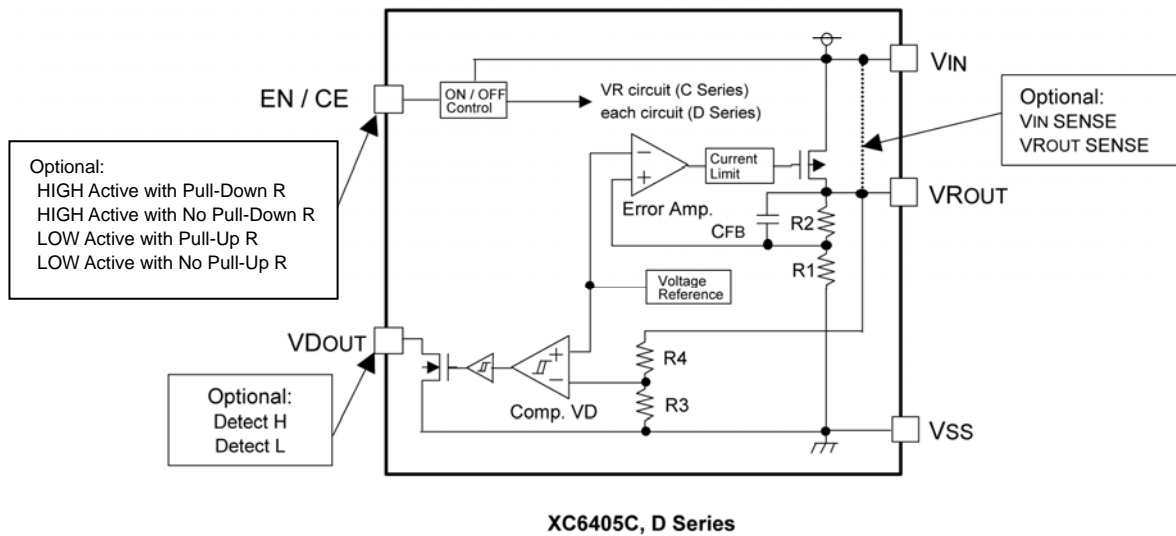 EN / CE
ON / OFF
Control
VR circuit (C Series)
each circuit (D Series)
VIN
Optional:
VIN SENSE
VROUT SENSE
Optional:
HIGH Active with Pull-Down R
HIGH Active with No Pull-Down R
LOW Active with Pull-Up R
LOW Active with No Pull-Up R
Current
Limit
Error Amp.
CFB
R2
R1
VROUT
Voltage
Reference
VDOUT
R4
R3
Comp. VD
Optional:
Detect H
Detect L
VSS
XC6405C, D Series